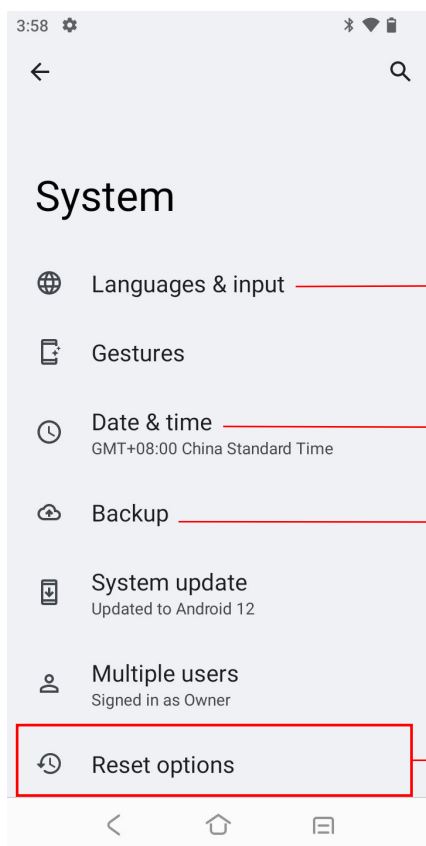 3:58
System
Languages & input
Gestures
Date & time
GMT+08:00 China Standard Time
Backup
System update
Updated to Android 12
Multiple users
Signed in as Owner
Reset options